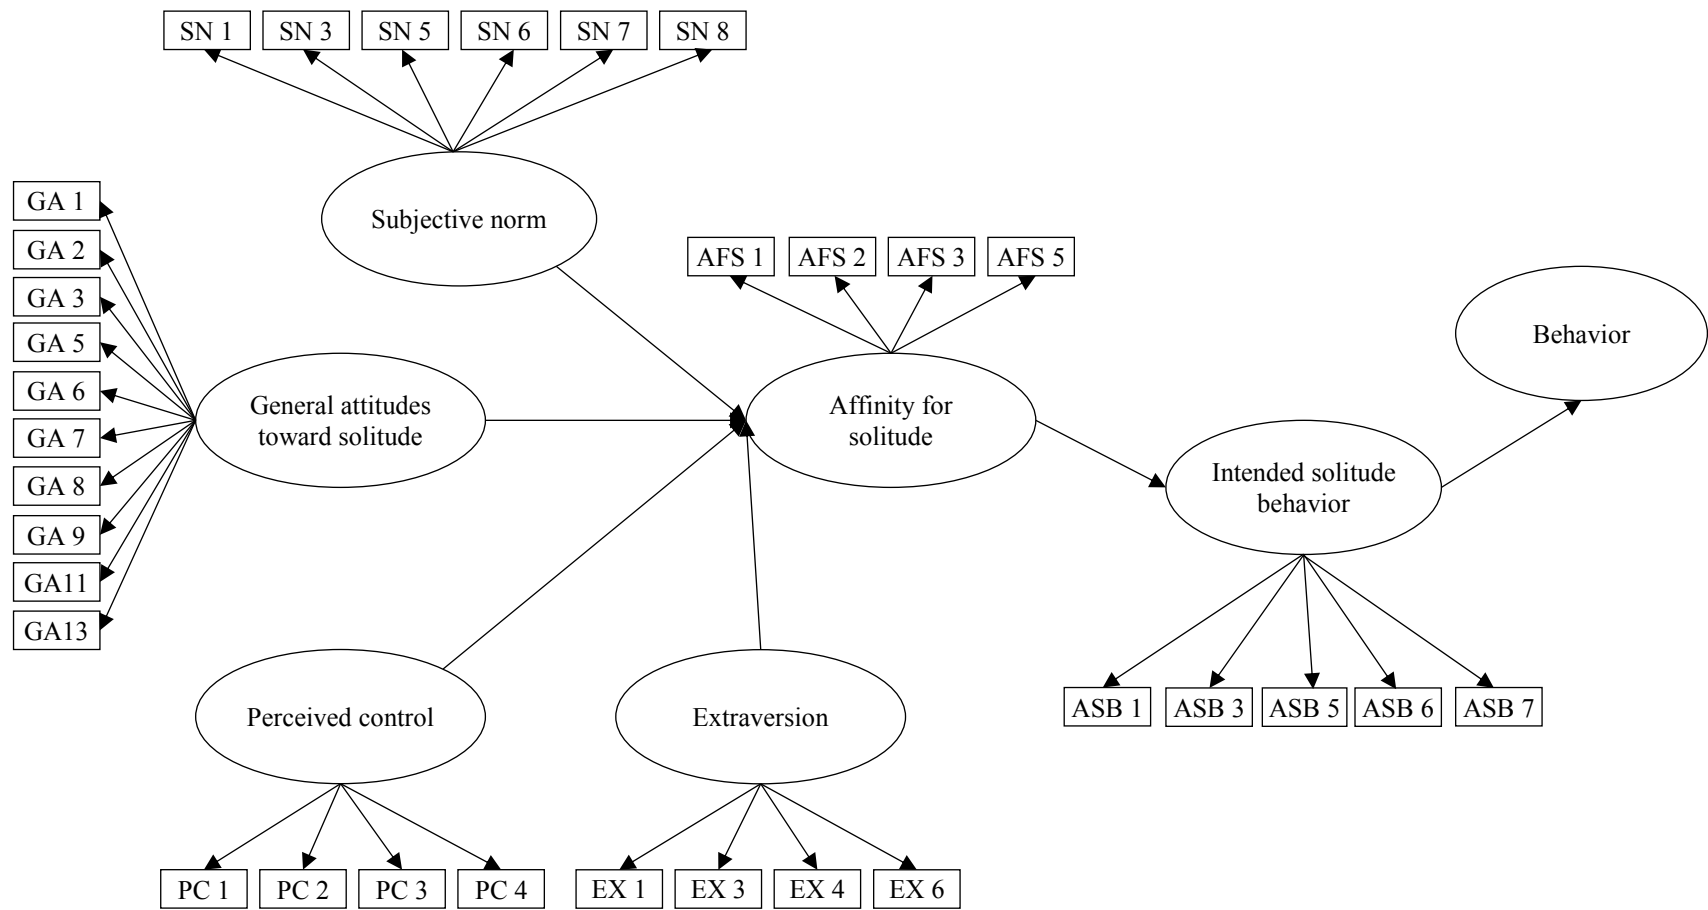 SN 1
SN 3
SN 5
SN 6
SN 7
SN 8
Subjective norm
GA 1
GA 2
GA 3
GA 5
GA 6
GA 7
GA 8
GA 9
GA11
GA13
General attitudes
toward solitude
AFS 1
AFS 2
AFS 3
AFS 5
Affinity for
solitude
Behavior
Intended solitude
behavior
ASB 1
ASB 3
ASB 5
ASB 6
ASB 7
Perceived control
Extraversion
PC 1
PC 2
PC 3
PC 4
EX 1
EX 3
EX 4
EX 6